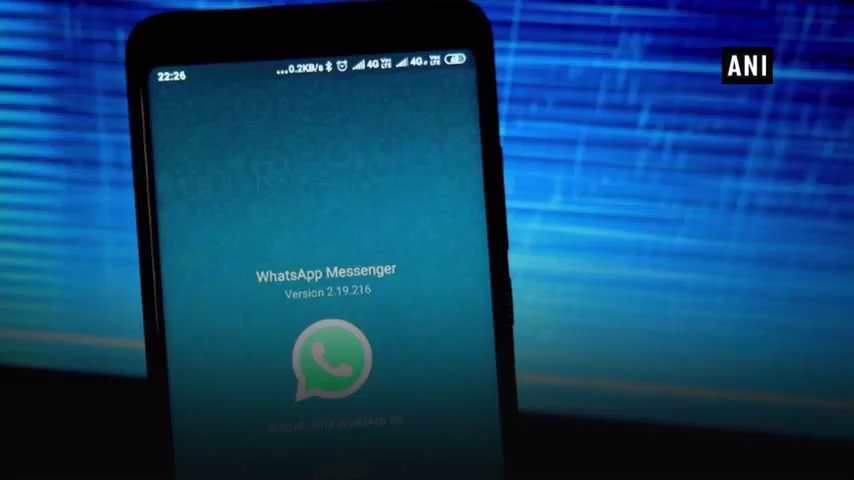 ANI
22:26
...0.2KB/s 4G 4G
WhatsApp Messenger
Version 2.19.216